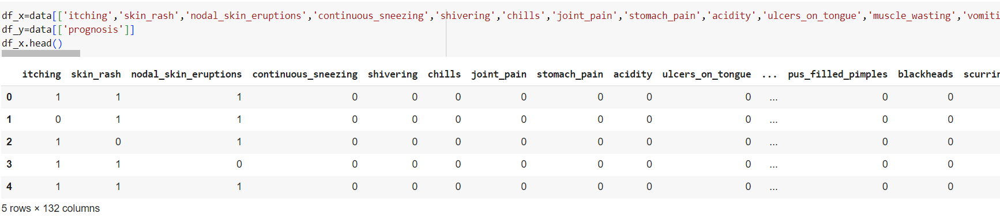 df_x=data[['itching','skin_rash','nodal_skin_eruptions','continuous_sneezing','shivering','chills','joint_pain','stomach_pain','acidity','ulcers_on_tongue','muscle_wasting','vomiti
df_y=data[['prognosis']]
df_x.head()
itching skin_rash nodal_skin_eruptions continuous_sneezing shivering chills joint_pain stomach_pain acidity ulcers_on_tongue ... pus_filled_pimples blackheads scurrin
0 1 1 1 0 0 0 0 0 0 0 ... 0 0
1 0 1 1 0 0 0 0 0 0 0 ... 0 0
2 1 0 1 0 0 0 0 0 0 0 ... 0 0
3 1 1 0 0 0 0 0 0 0 0 ... 0 0
4 1 1 1 0 0 0 0 0 0 0 ... 0 0
5 rows × 132 columns